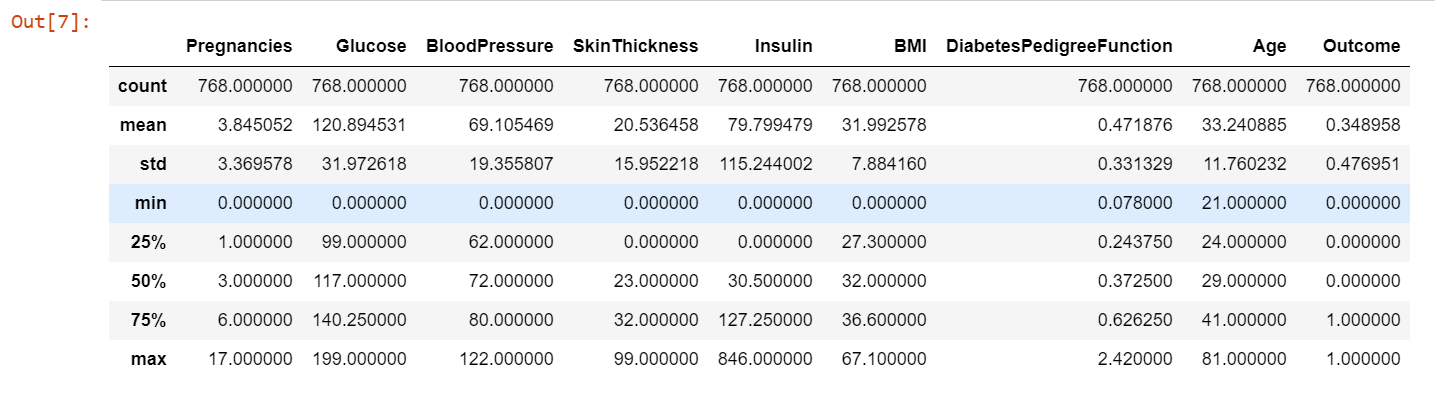 Out[7]:
Pregnancies Glucose BloodPressure SkinThickness Insulin BMI DiabetesPedigreeFunction Age Outcome
count 768.000000 768.000000 768.000000 768.000000 768.000000 768.000000 768.000000 768.000000 768.000000
mean 3.845052 120.894531 69.105469 20.536458 79.799479 31.992578 0.471876 33.240885 0.348958
std 3.369578 31.972618 19.355807 15.952218 115.244002 7.884160 0.331329 11.760232 0.476951
min 0.000000 0.000000 0.000000 0.000000 0.000000 0.000000 0.078000 21.000000 0.000000
25% 1.000000 99.000000 62.000000 0.000000 0.000000 27.300000 0.243750 24.000000 0.000000
50% 3.000000 117.000000 72.000000 23.000000 30.500000 32.000000 0.372500 29.000000 0.000000
75% 6.000000 140.250000 80.000000 32.000000 127.250000 36.600000 0.626250 41.000000 1.000000
max 17.000000 199.000000 122.000000 99.000000 846.000000 67.100000 2.420000 81.000000 1.000000